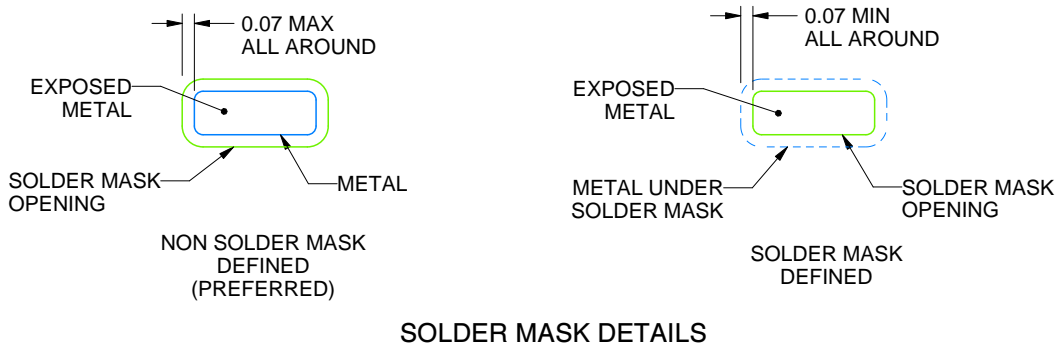 0.07 MAX
ALL AROUND
EXPOSED
METAL
SOLDER MASK
OPENING
METAL
NON SOLDER MASK
DEFINED
(PREFERRED)
0.07 MIN
ALL AROUND
EXPOSED
METAL
METAL UNDER
SOLDER MASK
SOLDER MASK
OPENING
SOLDER MASK
DEFINED
SOLDER MASK DETAILS